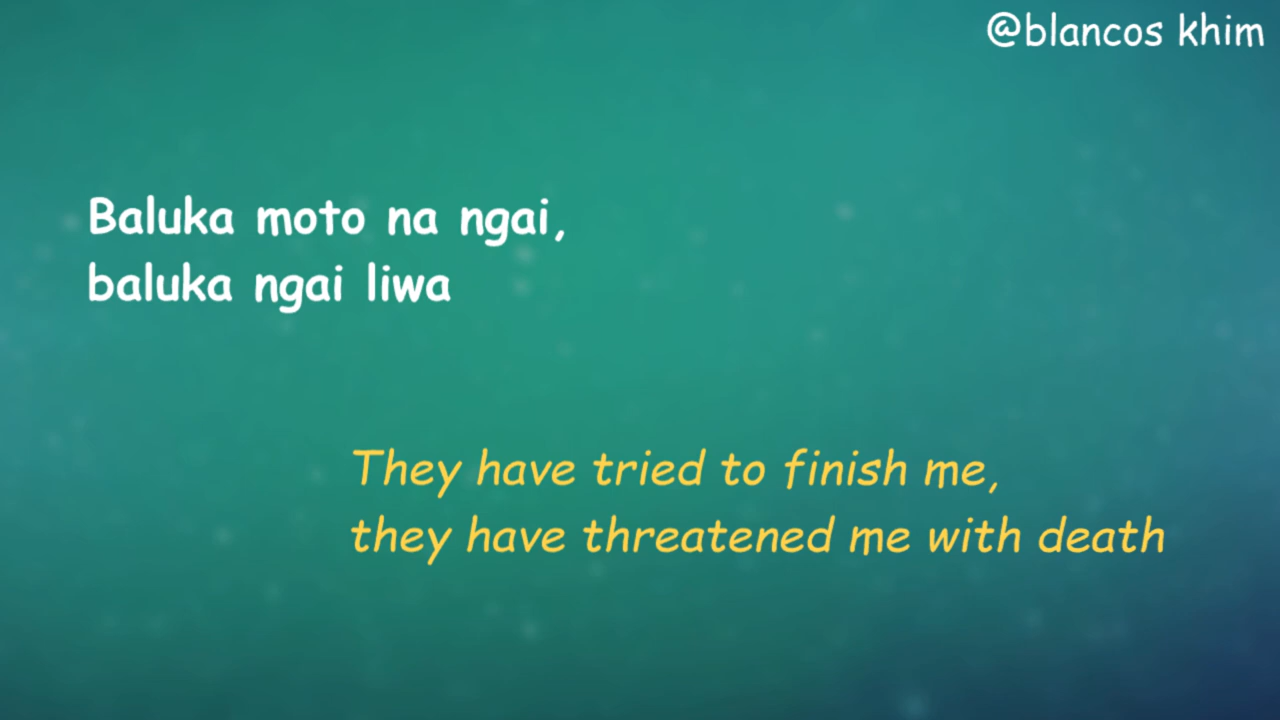 @blancos khim
Baluka moto na ngai,
baluka ngai liwa
They have tried to finish me,
they have threatened me with death